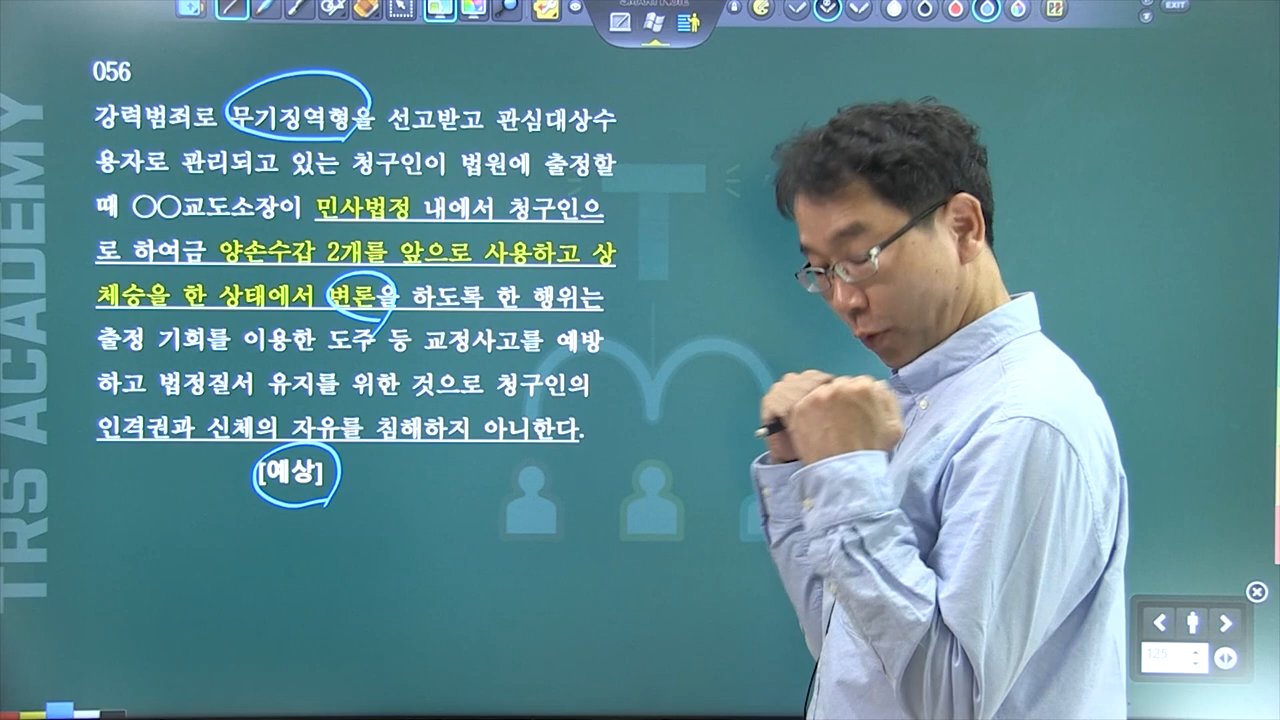 SMART NOTE
EXIT
056
강력범죄로 무기징역형을 선고받고 관심대상수
용자로 관리되고 있는 청구인이 법원에 출정할
때 ○○교도소장이 민사법정 내에서 청구인으
로 하여금 양손수갑 2개를 앞으로 사용하고 상
체승을 한 상태에서 변론을 하도록 한 행위는
출정 기회를 이용한 도주 등 교정사고를 예방
하고 법정질서 유지를 위한 것으로 청구인의
인격권과 신체의 자유를 침해하지 아니한다.
[예상]
TRS ACADEMY
125